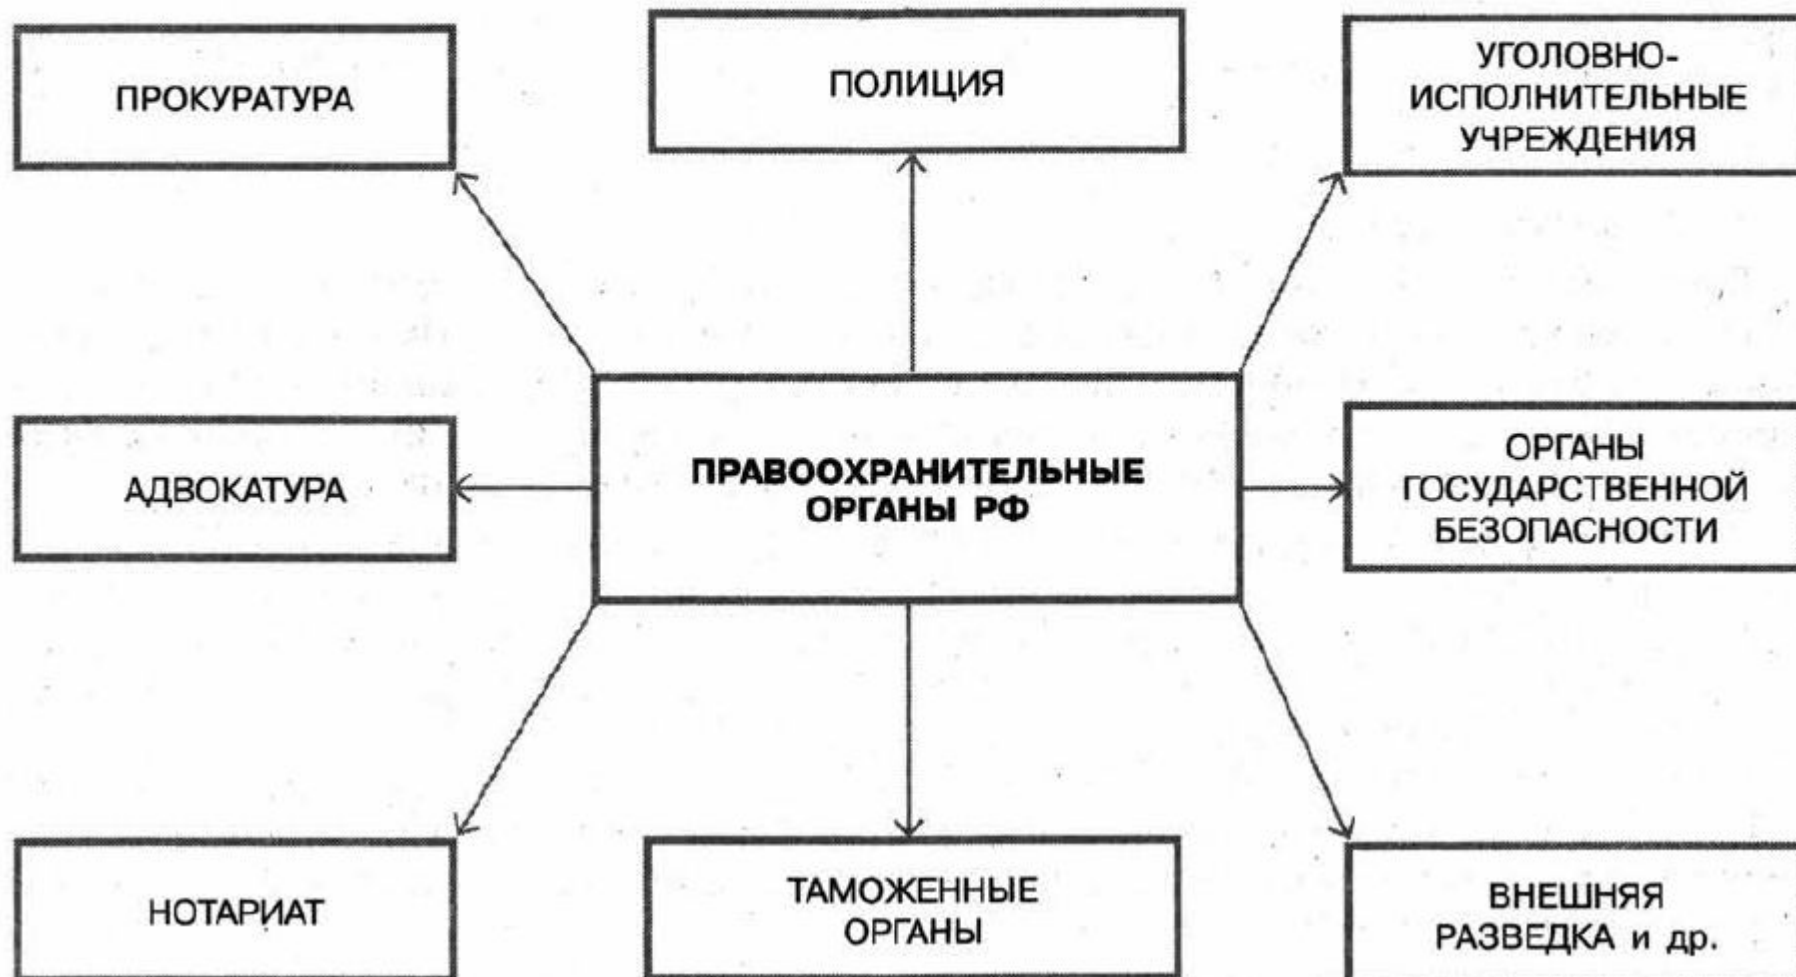 ПРОКУРАТУРА
ПОЛИЦИЯ
УГОЛОВНО-
ИСПОЛНИТЕЛЬНЫЕ
УЧРЕЖДЕНИЯ
АДВОКАТУРА
ПРАВООХРАНИТЕЛЬНЫЕ
ОРГАНЫ РФ
ОРГАНЫ
ГОСУДАРСТВЕННОЙ
БЕЗОПАСНОСТИ
НОТАРИАТ
ТАМОЖЕННЫЕ
ОРГАНЫ
ВНЕШНЯЯ
РАЗВЕДКА и др.